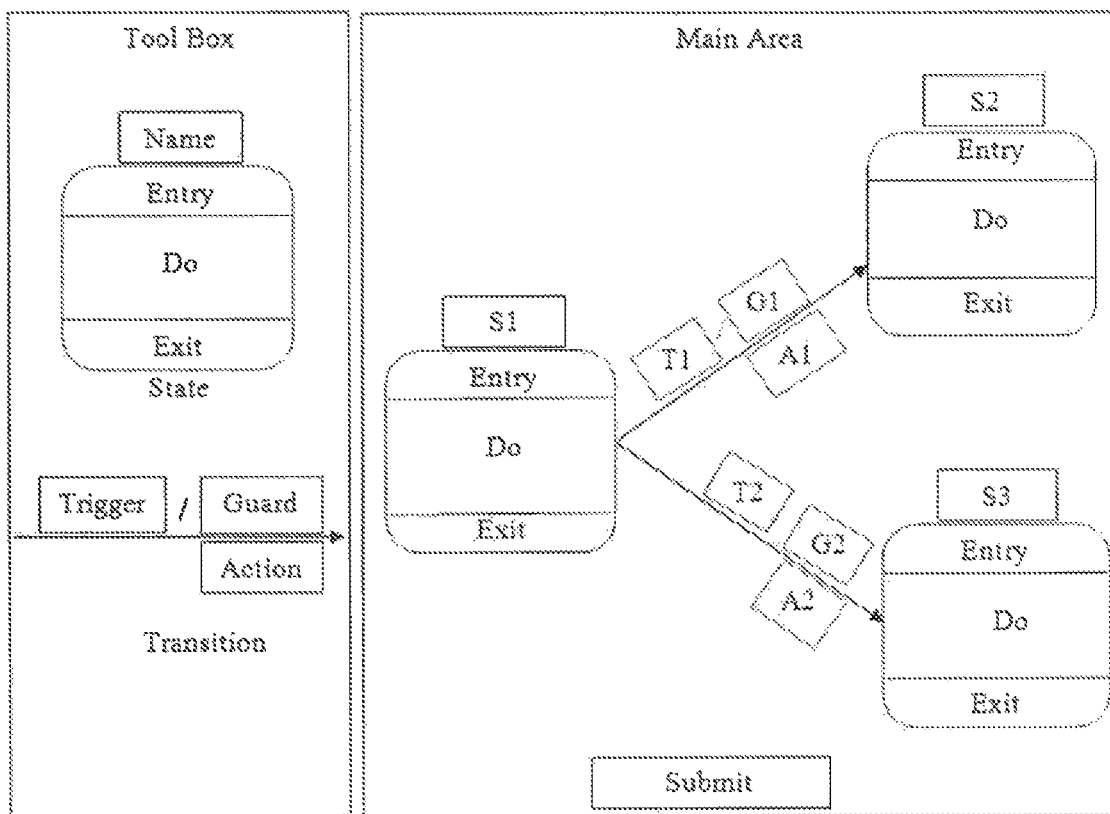 Tool Box
Name
Entry
Do
Exit
State
Trigger / Guard
Action
Transition
Main Area
S1
Entry
Do
Exit
T1
G1
A1
S2
Entry
Do
Exit
T2
G2
A2
S3
Entry
Do
Exit
Submit